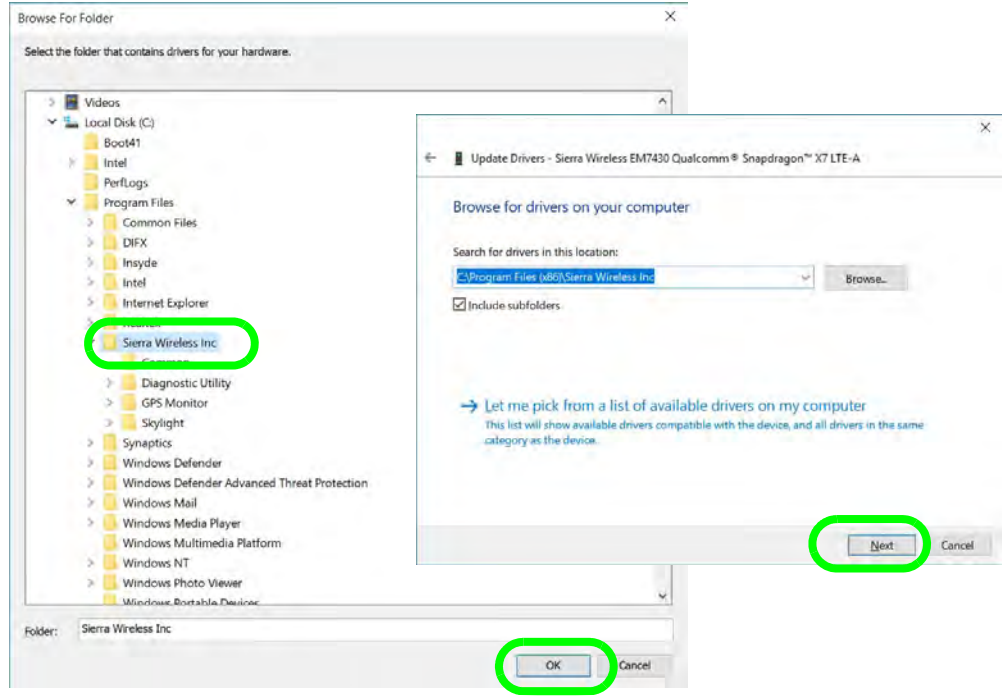 Browse For Folder
Select the folder that contains drivers for your hardware.
Videos
Local Disk (C:)
Boot41
Intel
PerfLogs
Program Files
Common Files
DIFX
Insyde
Intel
Internet Explorer
Sierra Wireless Inc
Common
Diagnostic Utility
GPS Monitor
Skylight
Synaptics
Windows Defender
Windows Defender Advanced Threat Protection
Windows Mail
Windows Media Player
Windows Multimedia Platform
Windows NT
Windows Photo Viewer
Windows Portable Devices
Folder: Sierra Wireless Inc
OK Cancel
Update Drivers - Sierra Wireless EM7430 Qualcomm® Snapdragon™ X7 LTE-A
Browse for drivers on your computer
Search for drivers in this location:
C:\Program Files (x86)\Sierra Wireless Inc
Browse...
Include subfolders
Let me pick from a list of available drivers on my computer
This list will show available drivers compatible with the device, and all drivers in the same
category as the device.
Next Cancel